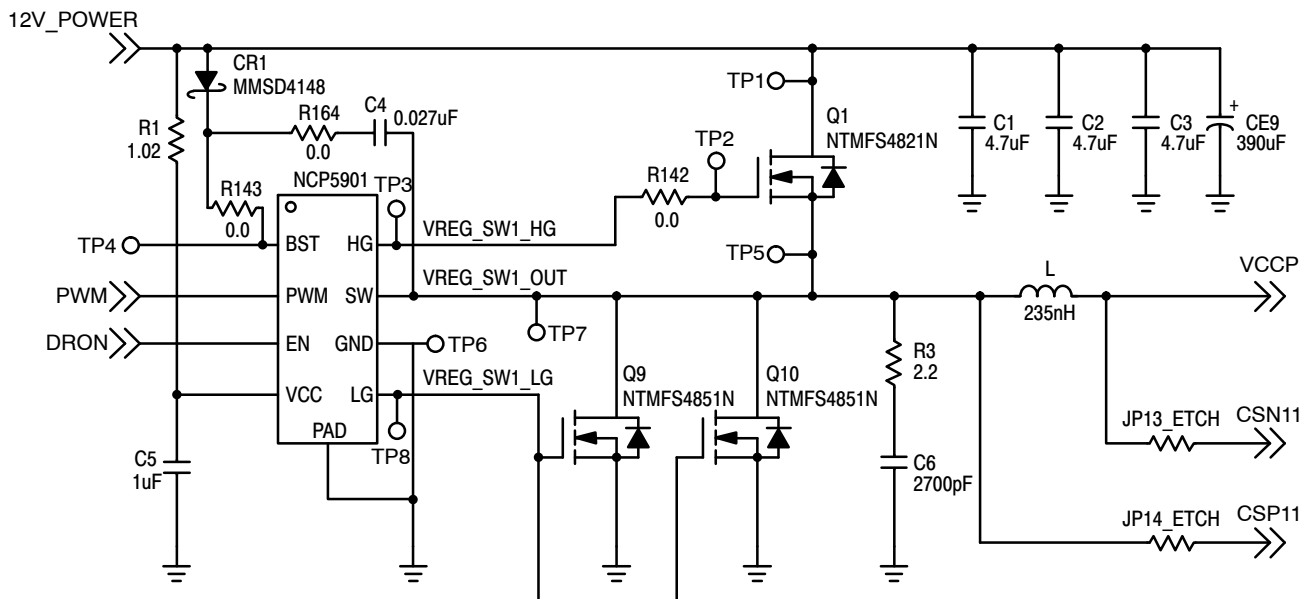 12V_POWER
CR1
MMSD4148
R164
0.0
C4
0.027uF
R1
1.02
R143
0.0
NCP5901
TP3
TP4
BST
HG
VREG_SW1_HG
R142
0.0
TP2
TP1
Q1
NTMFS4821N
TP5
C1
4.7uF
C2
4.7uF
C3
4.7uF
+
CE9
390uF
PWM
PWM
SW
VREG_SW1_OUT
TP7
L
235nH
VCCP
DRON
EN
GND
TP6
VCC
LG
VREG_SW1_LG
TP8
PAD
Q9
NTMFS4851N
Q10
NTMFS4851N
R3
2.2
C6
2700pF
C5
1uF
JP13_ETCH
CSN11
JP14_ETCH
CSP11